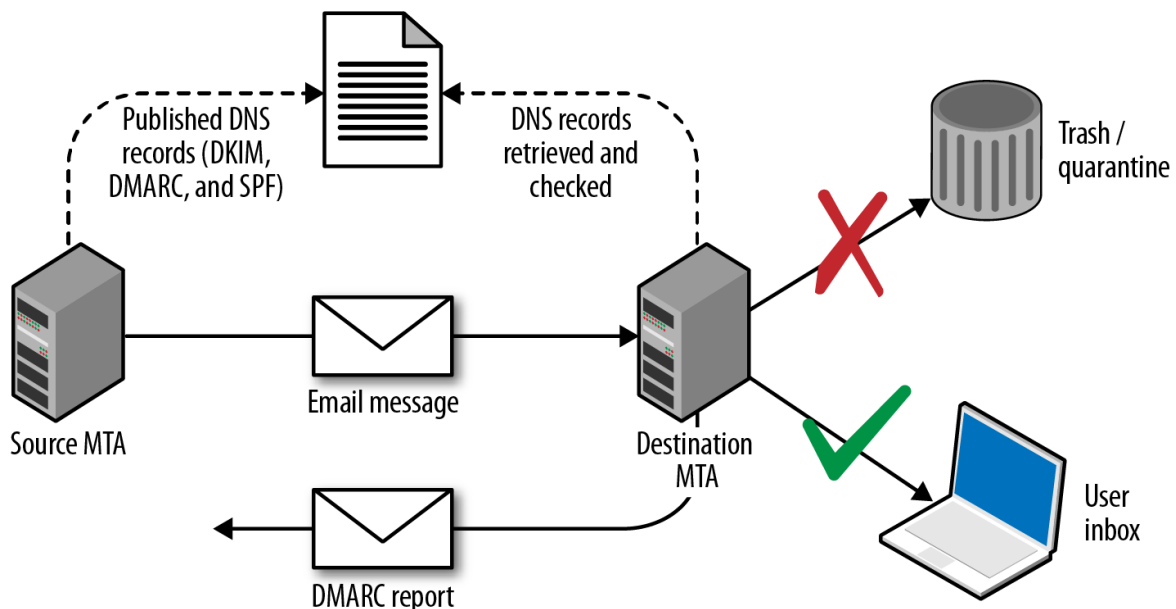 Published DNS
records (DKIM,
DMARC, and SPF)
DNS records
retrieved and
checked
Trash /
quarantine
Email message
Source MTA
Destination
MTA
User
inbox
DMARC report